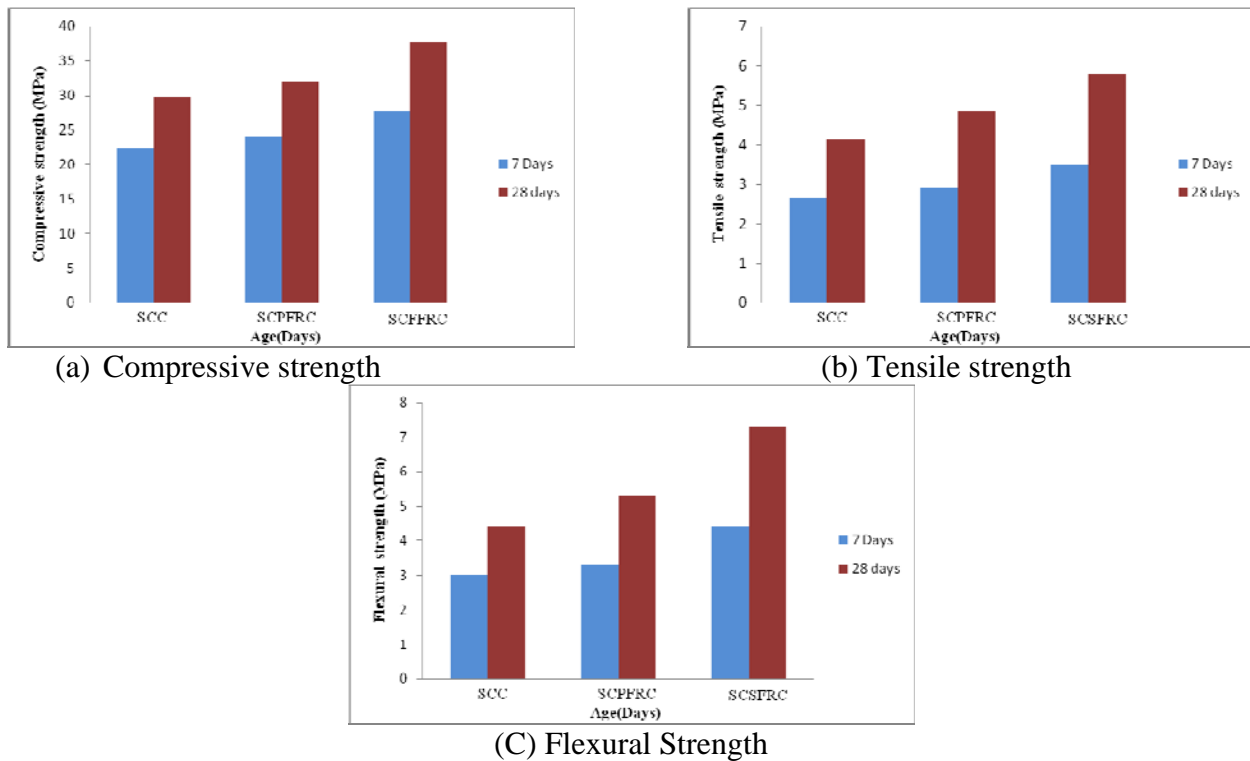 40
35
30
25
20
15
10
5
0
Compressive strength (MPa)
SCC SCPFRC SCFFRC
Age(Days)
7 Days
28 days
(a) Compressive strength
7
6
5
4
3
2
1
0
Tensile strength (MPa)
SCC SCPFRC SCSFRC
Age(Days)
7 Days
28 days
(b) Tensile strength
8
7
6
5
4
3
2
1
0
Flexural strength (MPa)
SCC SCPFRC SCSFRC
Age(Days)
7 Days
28 days
(C) Flexural Strength